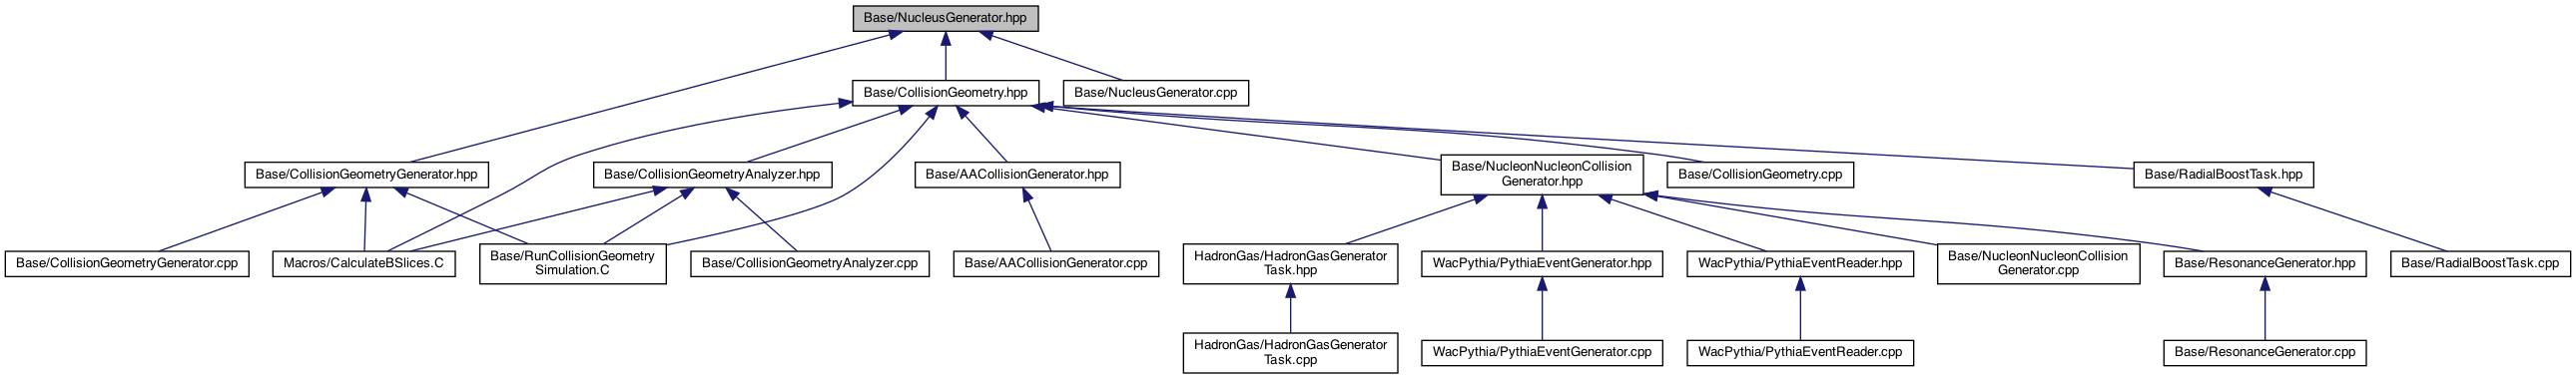 Base/NucleusGenerator.hpp
Base/CollisionGeometry.hpp
Base/NucleusGenerator.cpp
Base/CollisionGeometryGenerator.hpp
Base/CollisionGeometryAnalyzer.hpp
Base/AACollisionGenerator.hpp
Base/NucleonNucleonCollision
Generator.hpp
Base/CollisionGeometry.cpp
Base/RadialBoostTask.hpp
Base/CollisionGeometryGenerator.cpp
Macros/CalculateBSlices.C
Base/RunCollisionGeometry
Simulation.C
Base/CollisionGeometryAnalyzer.cpp
Base/AACollisionGenerator.cpp
HadronGas/HadronGasGenerator
Task.hpp
WacPythia/PythiaEventGenerator.hpp
WacPythia/PythiaEventReader.hpp
Base/NucleonNucleonCollision
Generator.cpp
Base/ResonanceGenerator.hpp
Base/RadialBoostTask.cpp
HadronGas/HadronGasGenerator
Task.cpp
WacPythia/PythiaEventGenerator.cpp
WacPythia/PythiaEventReader.cpp
Base/ResonanceGenerator.cpp